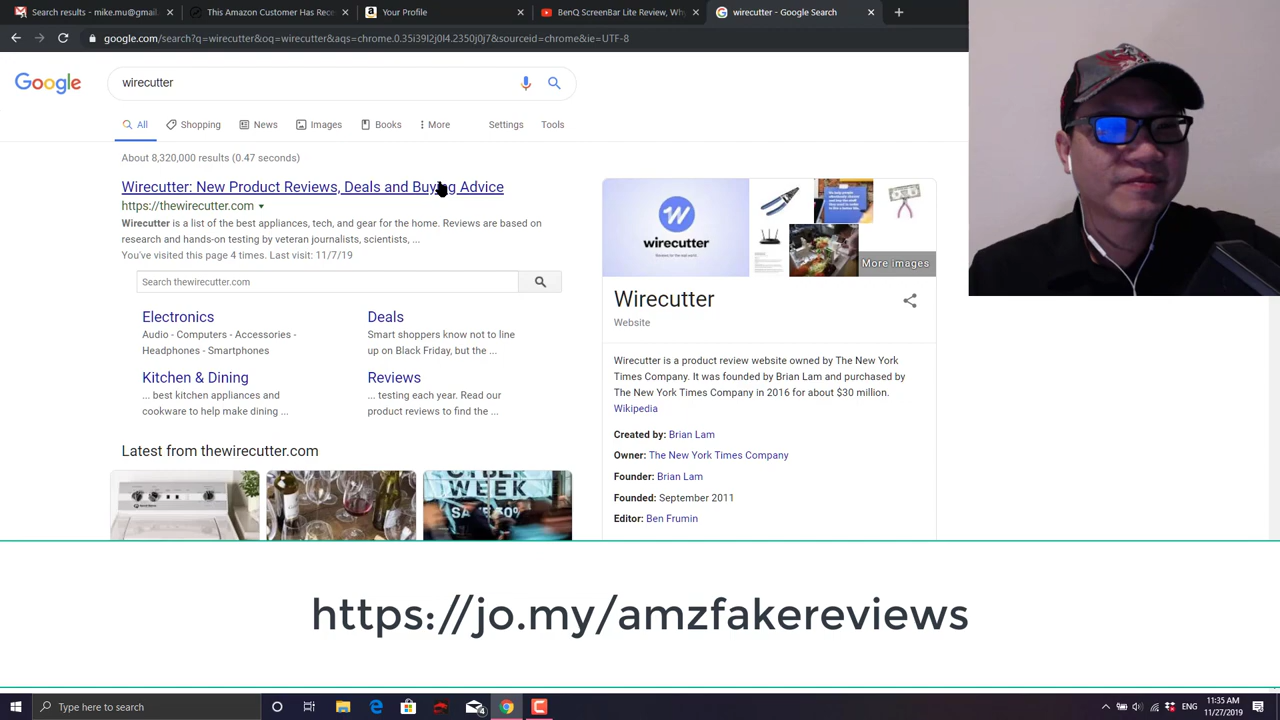 mike.mu@gmail.com - Search resu
This Amazon Customer Has Rece
Your Profile
BenQ ScreenBar Lite Review, Wh
wirecutter - Google Search
google.com/search?q=wirecutter&oq=wirecutter&aqs=chrome.0.35i39l2j0l4.2350j0j7&sourceid=chrome&ie=UTF-8
Google
wirecutter
All
Shopping
News
Images
Books
More
Settings
Tools
About 8,320,000 results (0.47 seconds)
Wirecutter: New Product Reviews, Deals and Buying Advice
https://thewirecutter.com
Wirecutter is a list of the best appliances, tech, and gear for the home. Reviews are based on
research and hands-on testing by veteran journalists, scientists, ...
You've visited this page 4 times. Last visit: 11/7/19
Search thewirecutter.com
Electronics
Audio - Computers - Accessories -
Headphones - Smartphones
Deals
Smart shoppers know not to line
up on Black Friday, but the ...
Kitchen & Dining
... best kitchen appliances and
cookware to help make dining ...
Reviews
... testing each year. Read our
product reviews to find the ...
Latest from thewirecutter.com
WEEK
wirecutter
More images
Wirecutter
Website
Wirecutter is a product review website owned by The New York
Times Company. It was founded by Brian Lam and purchased by
The New York Times Company in 2016 for about $30 million.
Wikipedia
Created by: Brian Lam
Owner: The New York Times Company
Founder: Brian Lam
Founded: September 2011
Editor: Ben Frumin
https://jo.my/amzfakereviews
Type here to search
4
ENG
11:35 AM
11/27/2019